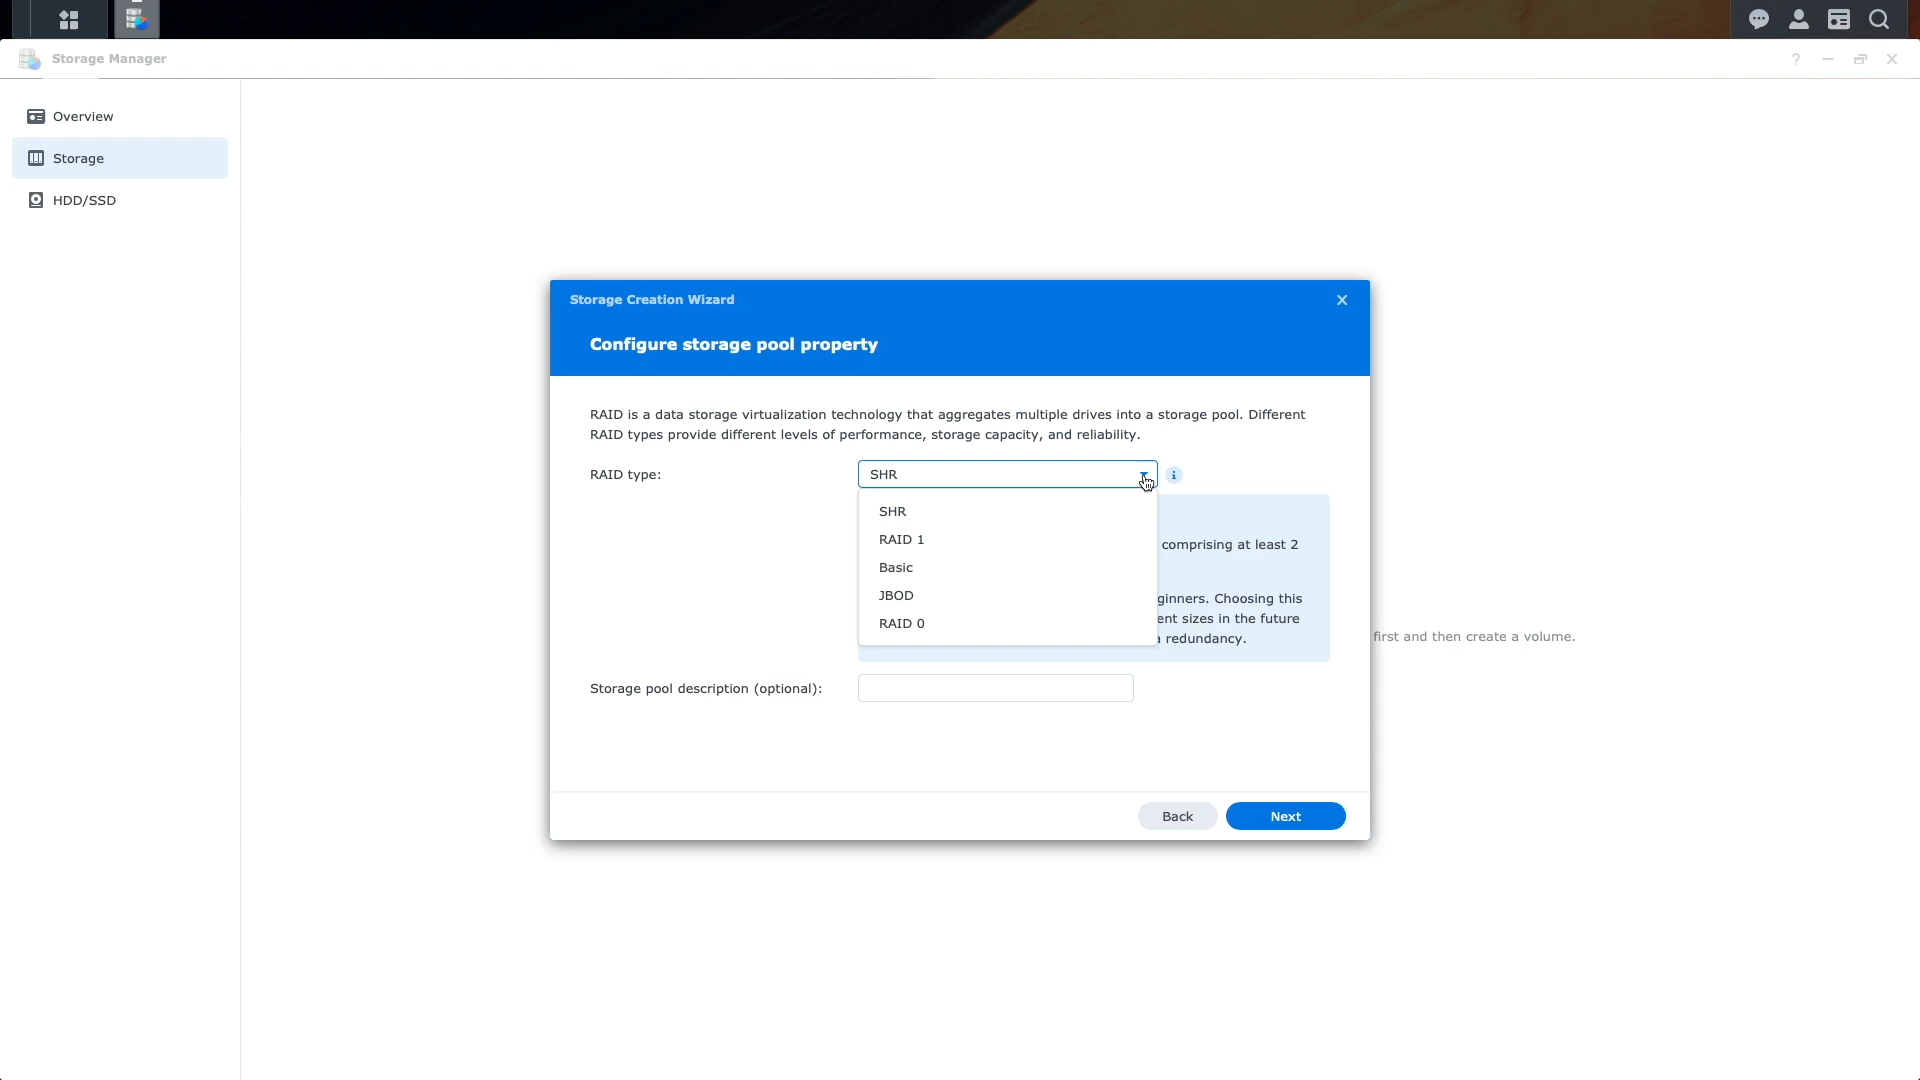 Storage Manager
?
Overview
Storage
HDD/SSD
Storage Creation Wizard
Configure storage pool property
RAID is a data storage virtualization technology that aggregates multiple drives into a storage pool. Different
RAID types provide different levels of performance, storage capacity, and reliability.
RAID type:
SHR
i
SHR
RAID 1
Basic
JBOD
RAID 0
comprising at least 2
ginners. Choosing this
ent sizes in the future
redundancy.
first and then create a volume.
Storage pool description (optional):
Back
Next